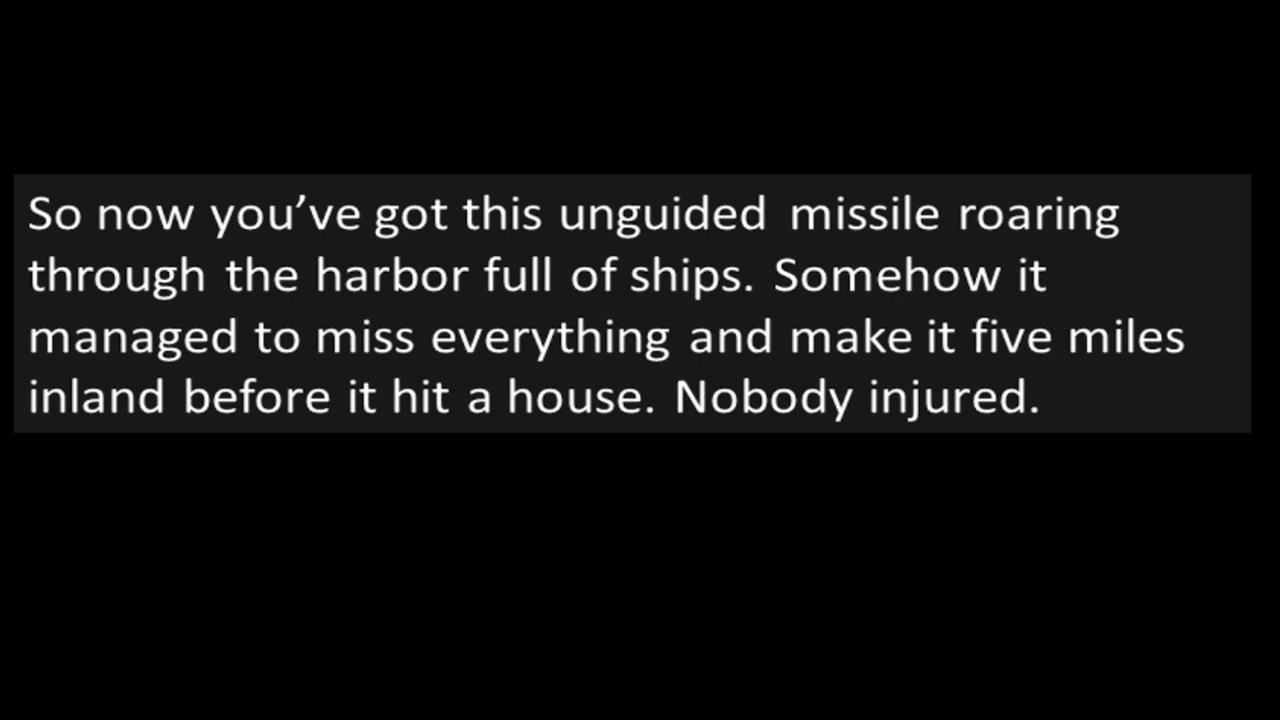 So now you’ve got this unguided missile roaring
through the harbor full of ships. Somehow it
managed to miss everything and make it five miles
inland before it hit a house. Nobody injured.